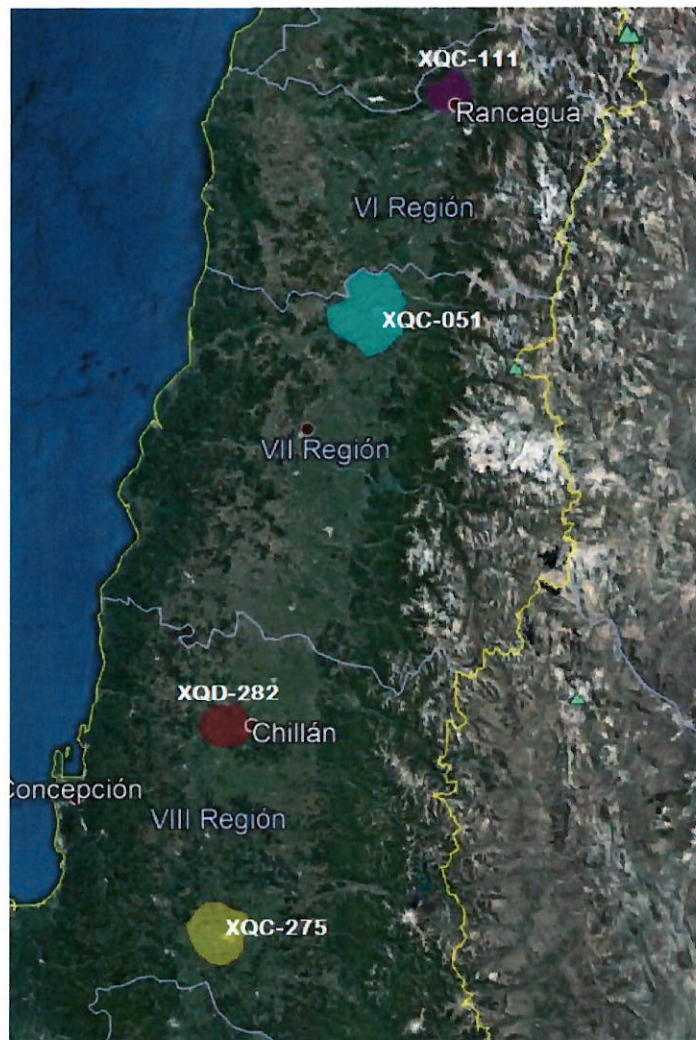 XQC-111
Rancagua
VI Región
XQC-051
VII Región
XQD-282
Chillán
Concepción
VIII Región
XQC-275